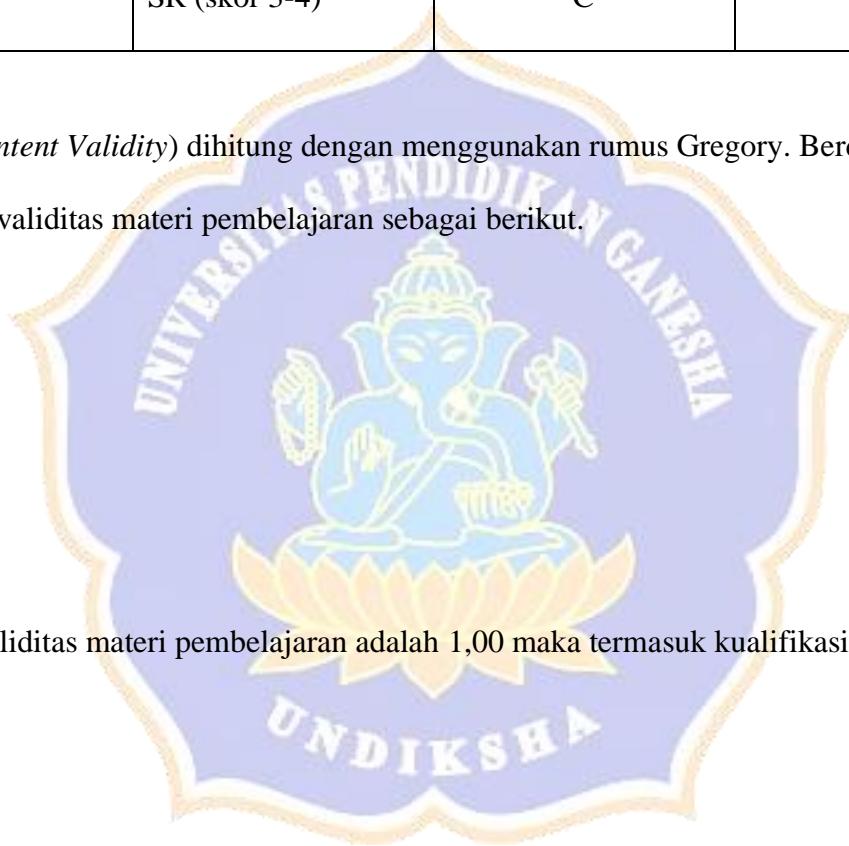 SR (skor 3-4) C
ntent Validity) dihitung dengan menggunakan rumus Gregory. Ber
validitas materi pembelajaran sebagai berikut.
UNIVERSITAS PENDIDIKAN GANESHA
liditas materi pembelajaran adalah 1,00 maka termasuk kualifikasi
UNDIKSHA